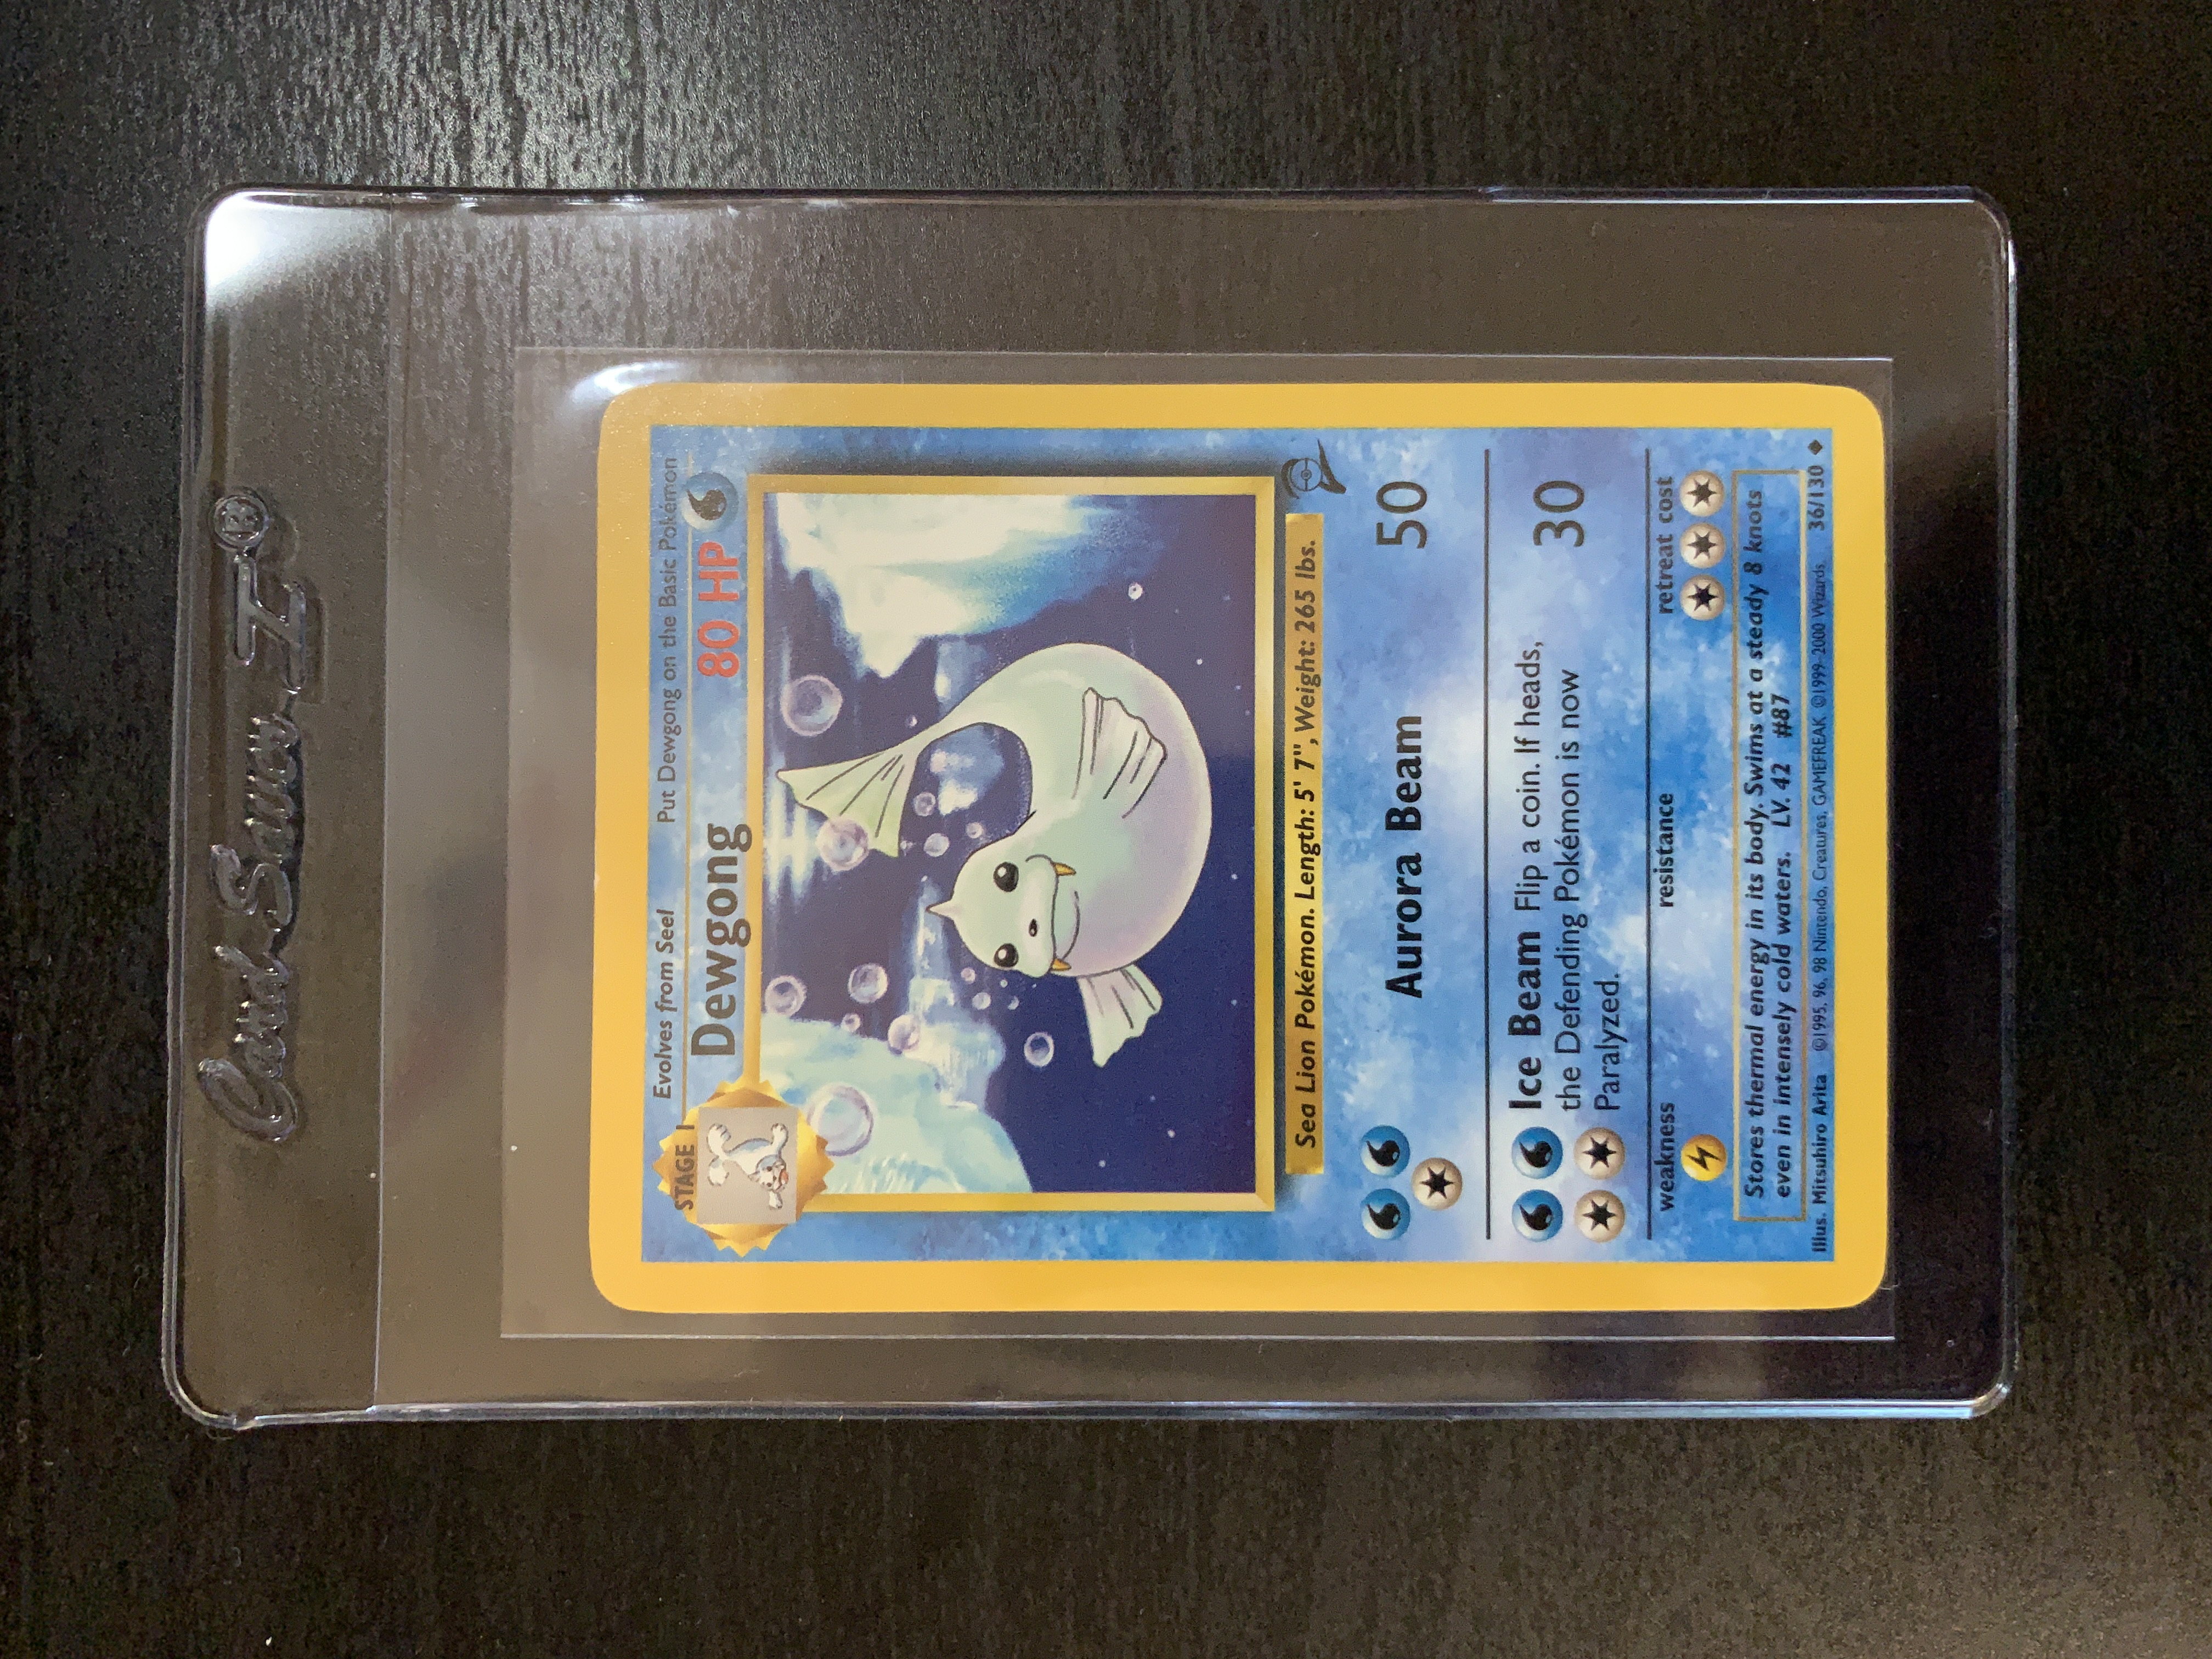 Card Saver I®
Evolves from Seel Put Dewgong on the Basic Pokémon
STAGE 1
Dewgong 80 HP
Sea Lion Pokémon. Length: 5' 7", Weight: 265 lbs.
Aurora Beam 50
Ice Beam Flip a coin. If heads,
the Defending Pokémon is now
Paralyzed.
30
weakness resistance retreat cost
Stores thermal energy in its body. Swims at a steady 8 knots
even in intensely cold waters. LV. 42 #87
Illus. Mitsuhiro Arita ©1995, 96, 98 Nintendo, Creatures, GAMEFREAK. ©1999-2000 Wizards. 36/130